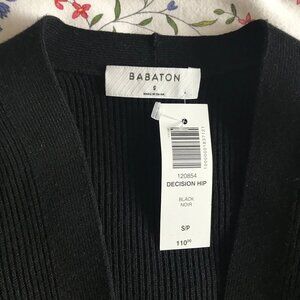 BABATON
S
120854
DECISION HIP
BLACK
NOIR
S/P
110⁰⁰